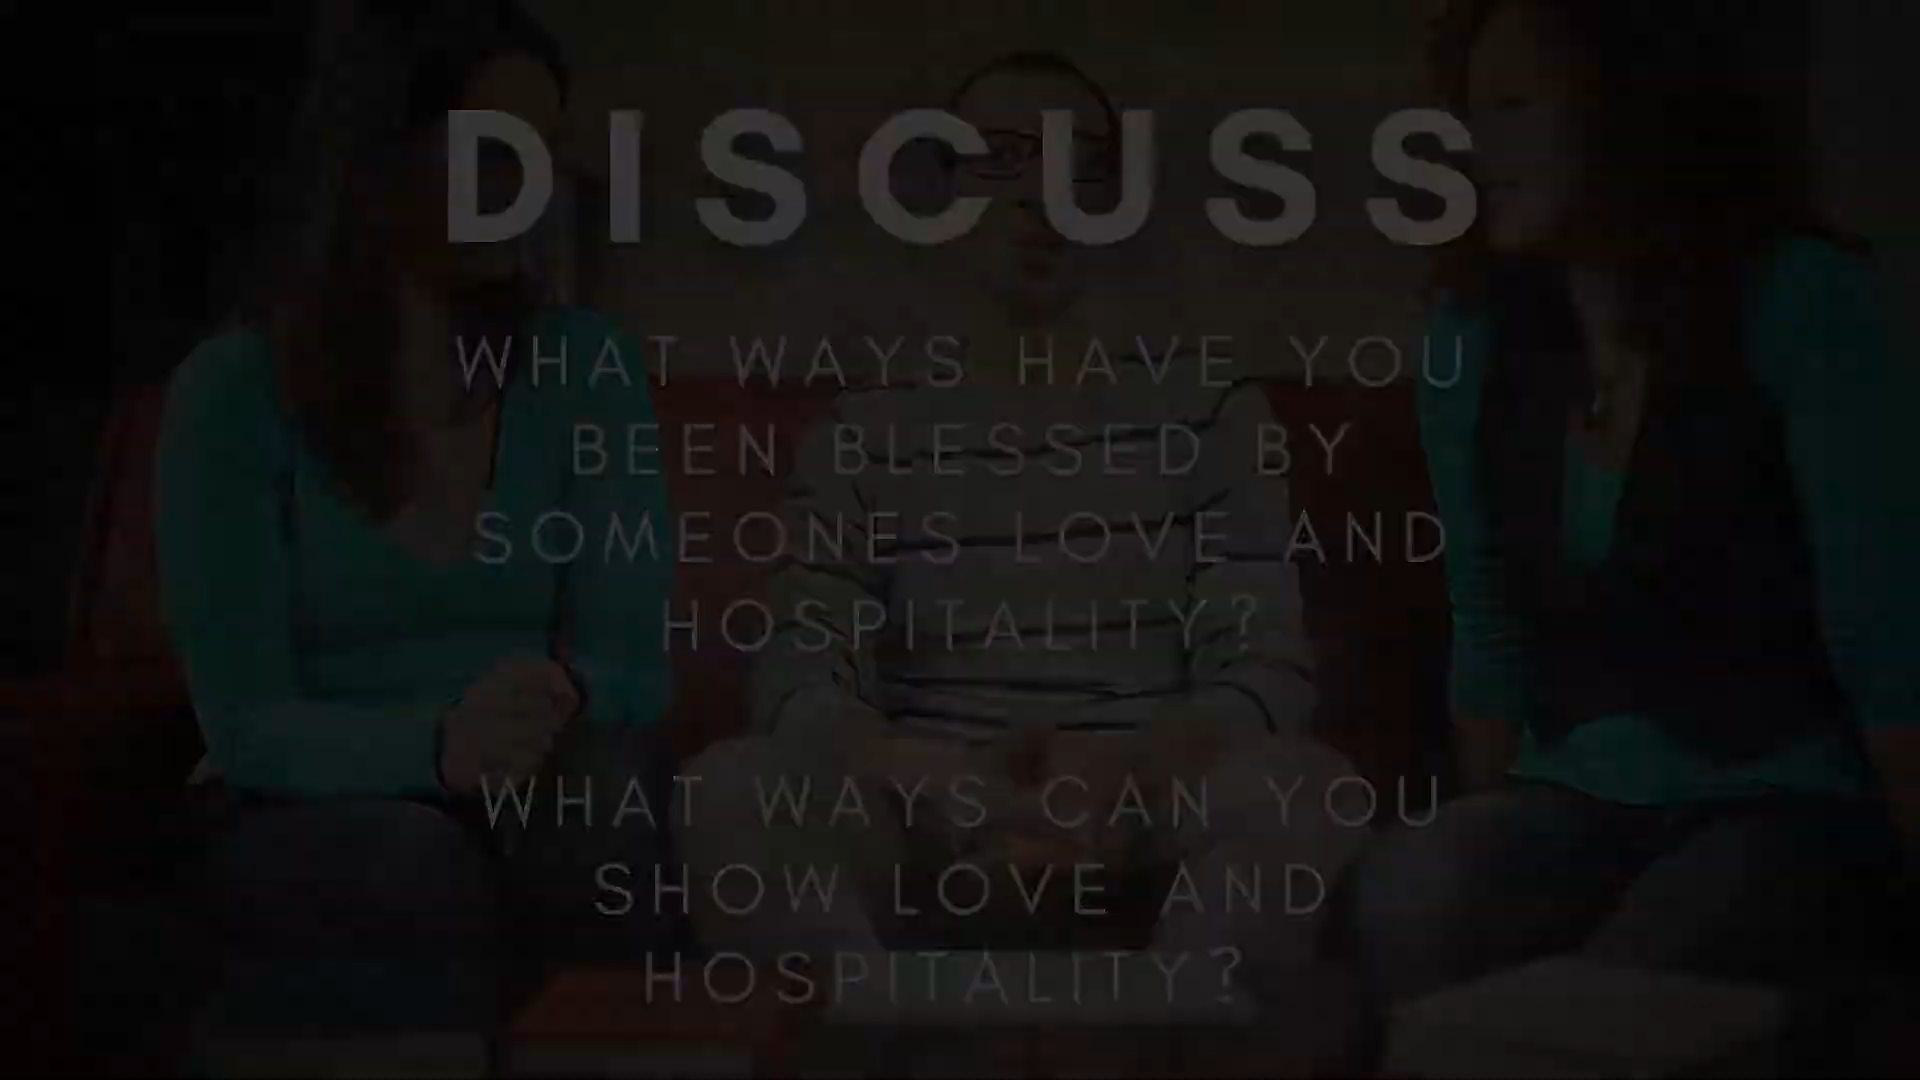 DISCUSS
WHAT WAYS HAVE YOU
BEEN BLESSED BY
SOMEONES LOVE AND
HOSPITALITY?
WHAT WAYS CAN YOU
SHOW LOVE AND
HOSPITALITY?